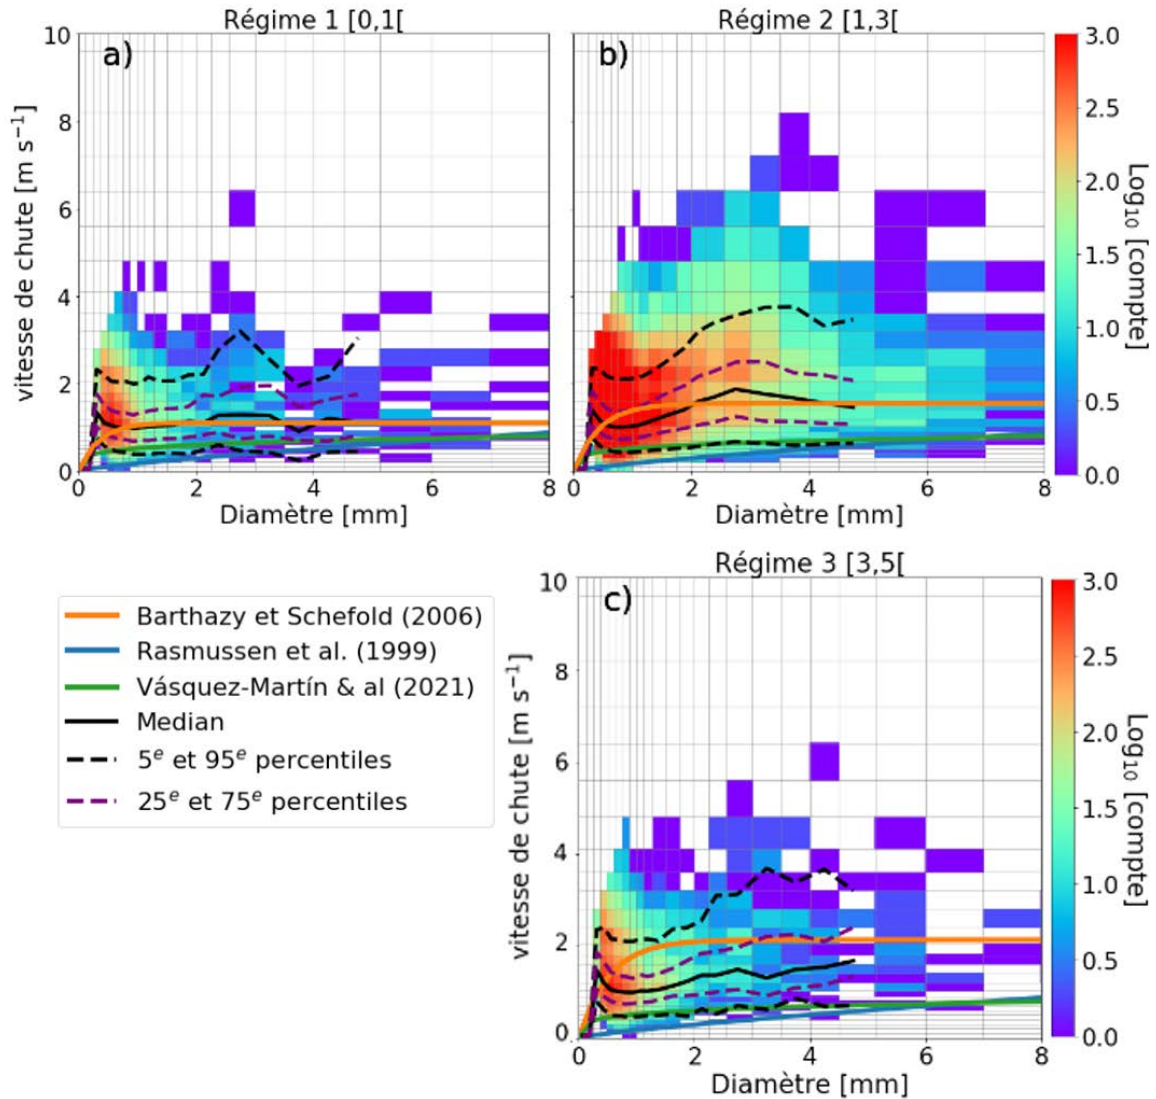 Régime 1 [0,1[
Régime 2 [1,3[
a)
b)
10
8
6
4
2
0
vitesse de chute [m s⁻¹]
0 2 4 6 8
Diamètre [mm]
0 2 4 6 8
Diamètre [mm]
3.0
2.5
2.0
1.5
1.0
0.5
0.0
Log₁₀ [compte]
Régime 3 [3,5[
c)
Barthazy et Schefold (2006)
Rasmussen et al. (1999)
Vásquez-Martín & al (2021)
Median
5ᵉ et 95ᵉ percentiles
25ᵉ et 75ᵉ percentiles
10
8
6
4
2
0
vitesse de chute [m s⁻¹]
0 2 4 6 8
Diamètre [mm]
3.0
2.5
2.0
1.5
1.0
0.5
0.0
Log₁₀ [compte]